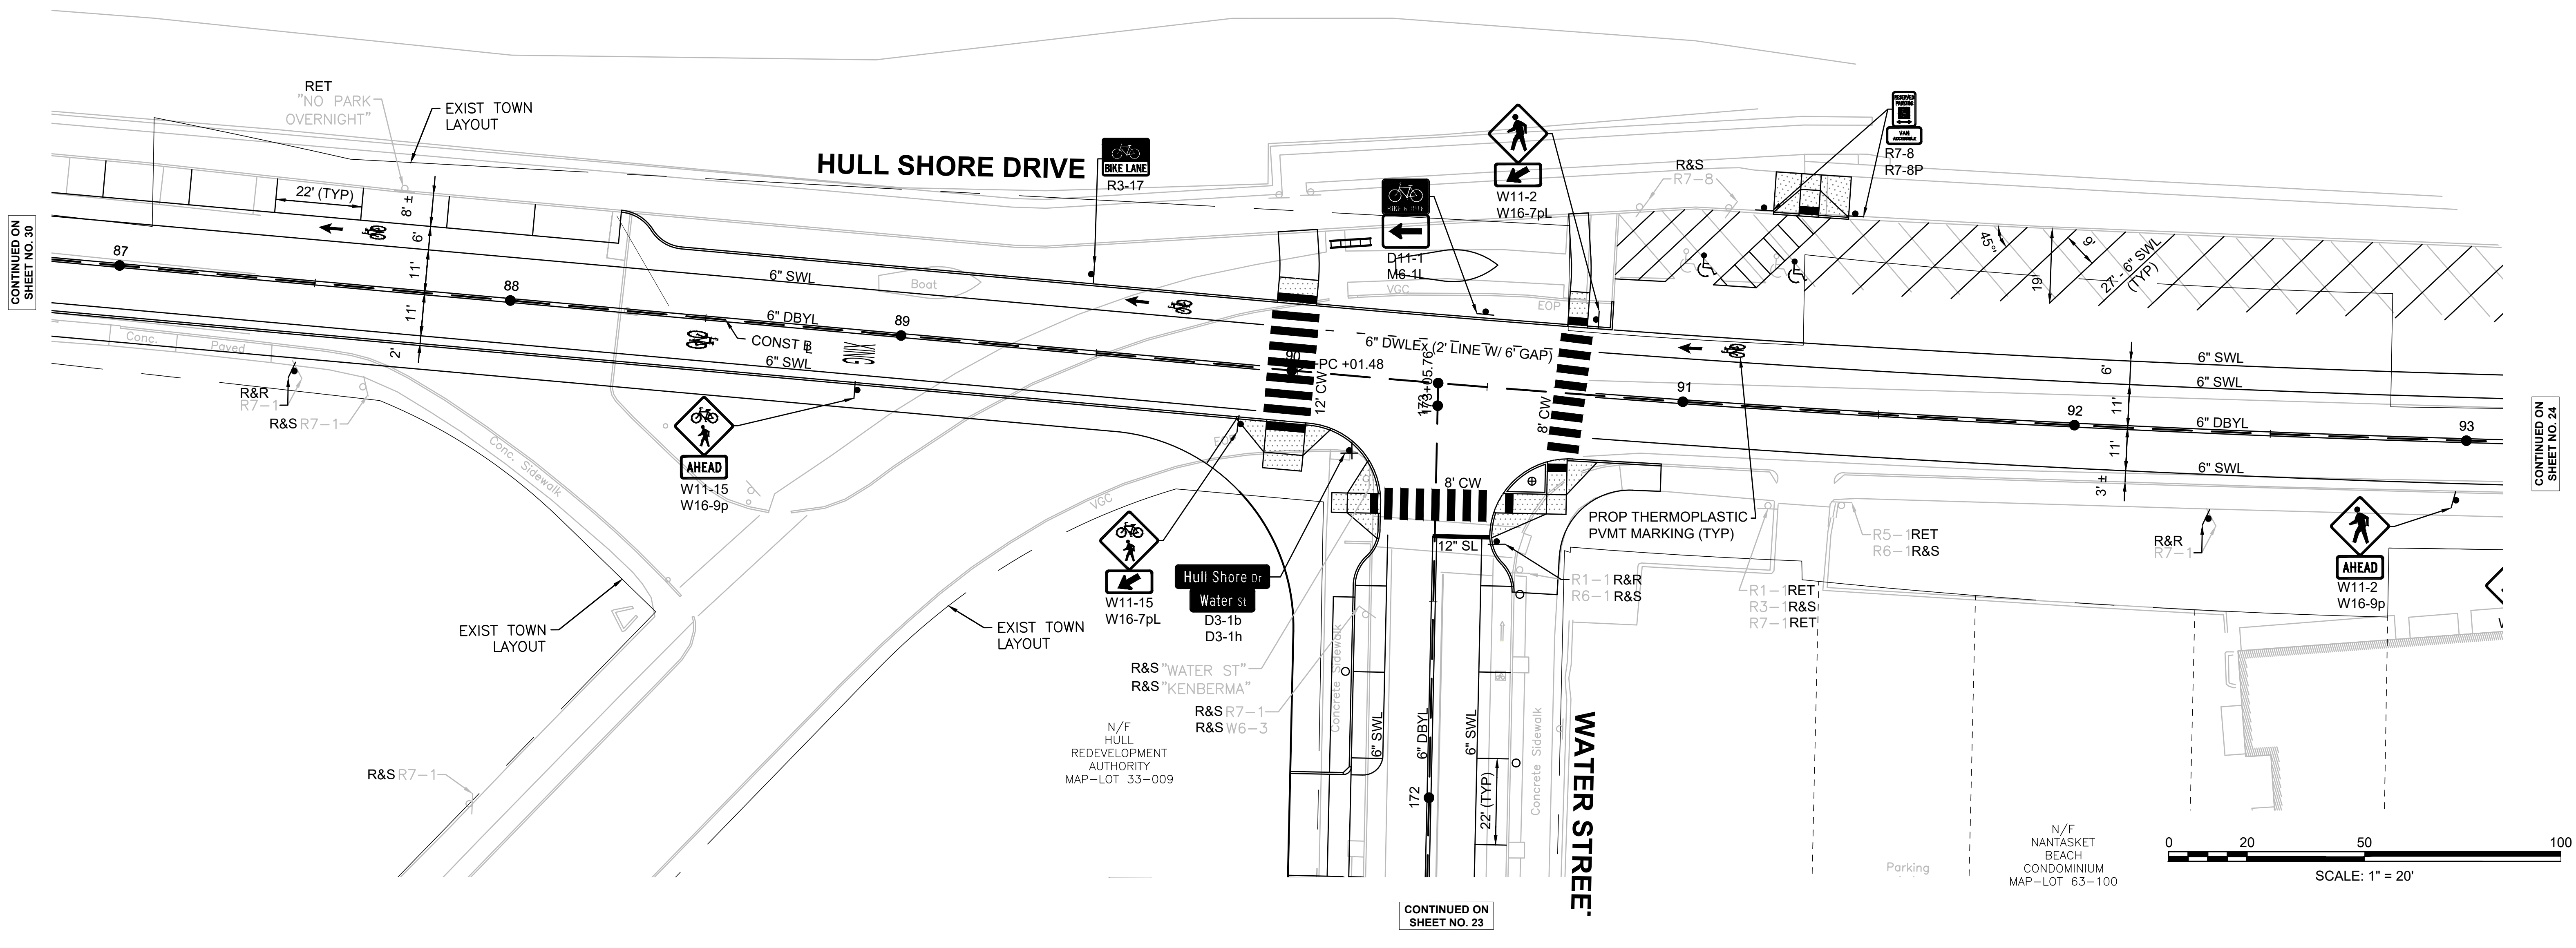 RET
"NO PARK
OVERNIGHT"
EXIST TOWN
LAYOUT
HULL SHORE DRIVE
BIKE LANE
R3-17
BIKE ROUTE
D11-1
M6-1L
W11-2
W16-7pL
RESERVED
PARKING
VAN
ACCESSIBLE
R7-8
R7-8P
R&S
R7-8
CONTINUED ON
SHEET NO. 30
22' (TYP)
8' ±
6'
11'
11'
2'
87
88
89
90
91
92
93
6" SWL
6" DBYL
CONST BL
6" SWL
Boat
VGC
EOP
6" DWLEx (2' LINE W/ 6' GAP)
PC +01.48
173
173+05.76
12' CW
8' CW
8' CW
12" SL
45°
9'
19'
27' - 6" SWL
(TYP)
6" SWL
6" SWL
6'
11'
6" DBYL
11'
6" SWL
3' ±
CONTINUED ON
SHEET NO. 24
Conc.
Paved
R&R
R7-1
R&S R7-1
Conc. Sidewalk
AHEAD
W11-15
W16-9p
EOP
VGC
W11-15
W16-7pL
Hull Shore Dr
Water St
D3-1b
D3-1h
PROP THERMOPLASTIC
PVMT MARKING (TYP)
R5-1 RET
R6-1 R&S
R&R
R7-1
AHEAD
W11-2
W16-9p
R1-1 R&R
R6-1 R&S
R1-1 RET
R3-1 R&S
R7-1 RET
EXIST TOWN
LAYOUT
EXIST TOWN
LAYOUT
R&S "WATER ST"
R&S "KENBERMA"
R&S R7-1
R&S W6-3
Concrete Sidewalk
Concrete Sidewalk
6" SWL
6" DBYL
6" SWL
WATER STREET
N/F
HULL
REDEVELOPMENT
AUTHORITY
MAP-LOT 33-009
R&S R7-1
172
22' (TYP)
Parking
N/F
NANTASKET
BEACH
CONDOMINIUM
MAP-LOT 63-100
0 20 50 100
SCALE: 1" = 20'
CONTINUED ON
SHEET NO. 23